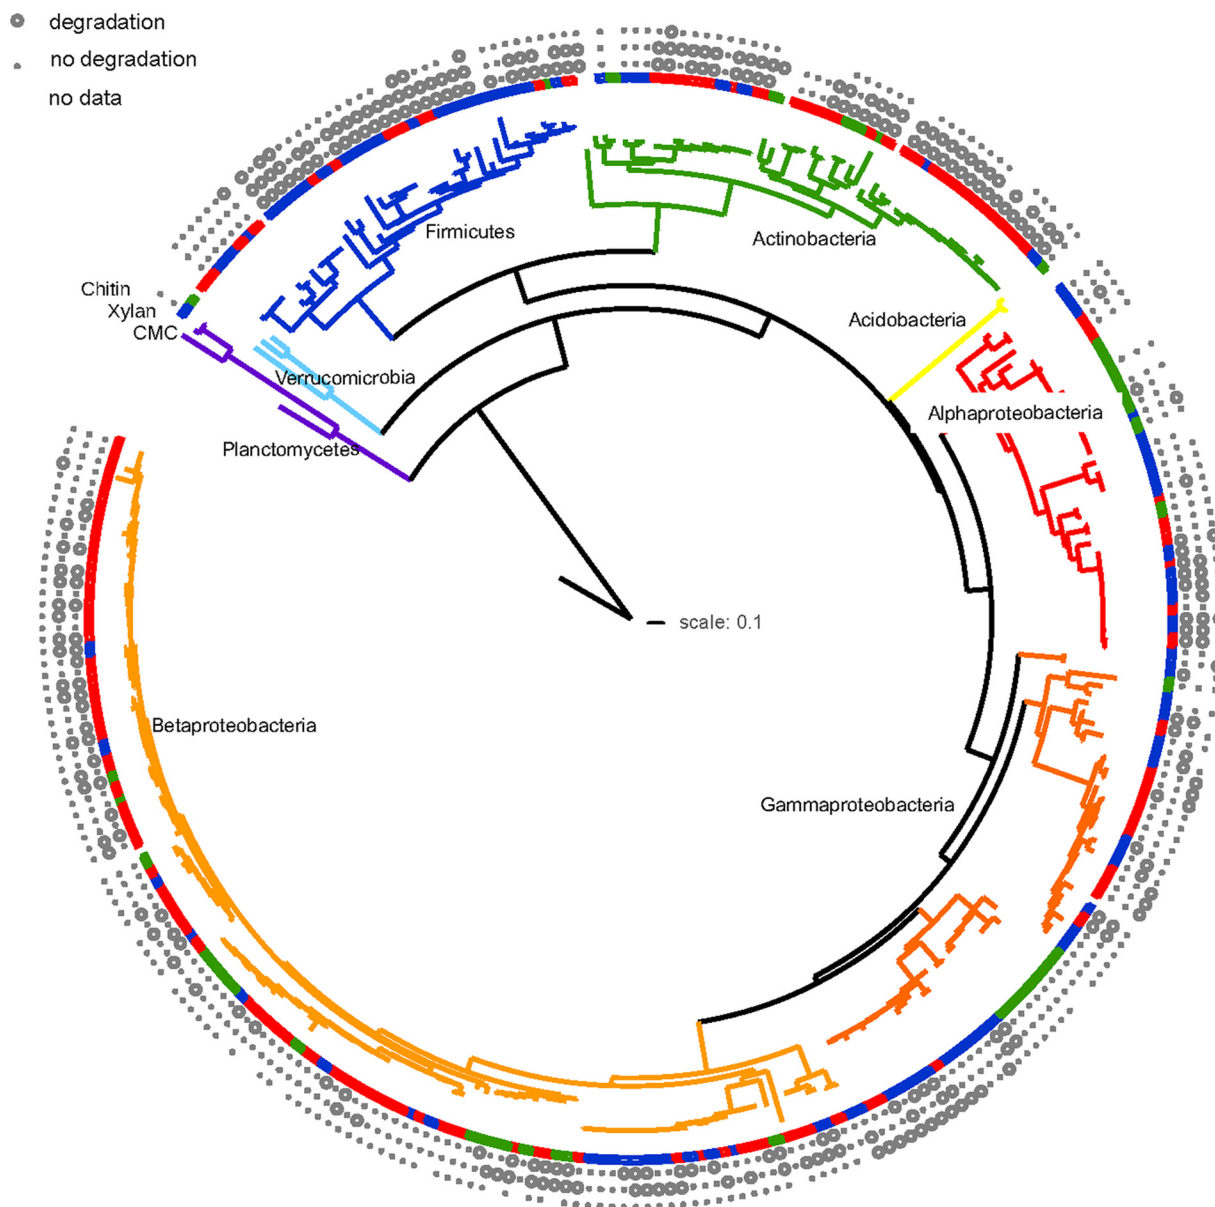 degradation
no degradation
no data
Firmicutes
Actinobacteria
Chitin
Xylan
CMC
Acidobacteria
Verrucomicrobia
Alphaproteobacteria
Planctomycetes
scale: 0.1
Betaproteobacteria
Gammaproteobacteria